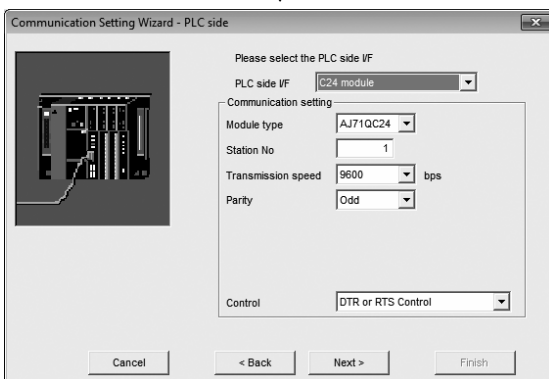 Communication Setting Wizard - PLC side
Please select the PLC side I/F
PLC side I/F C24 module
Communication setting
Module type AJ71QC24
Station No 1
Transmission speed 9600 bps
Parity Odd
Control DTR or RTS Control
Cancel < Back Next > Finish